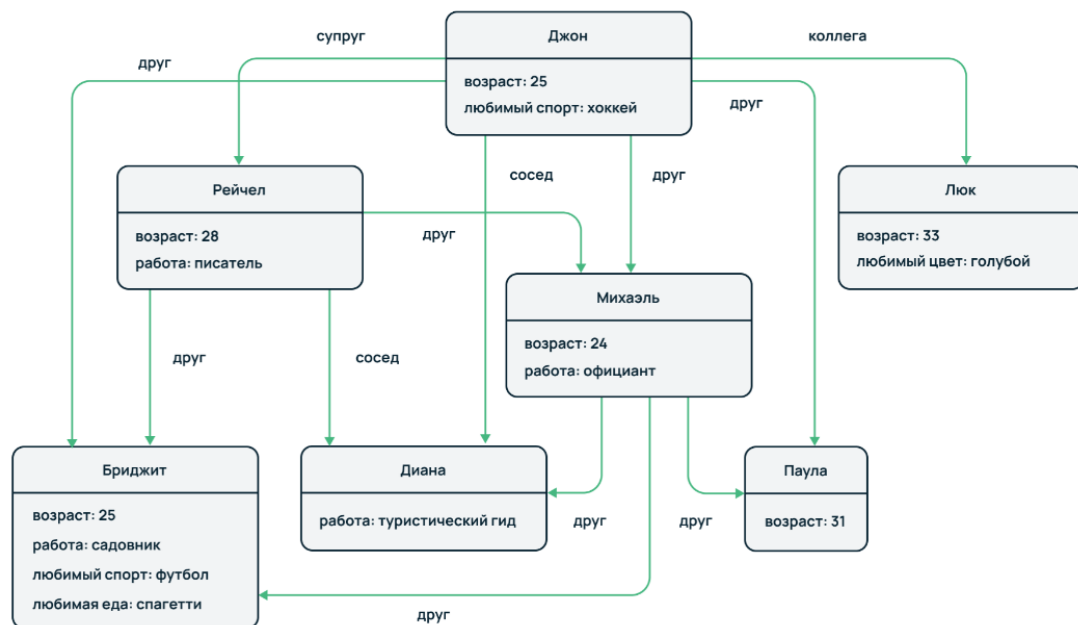 Джон
супруг
коллега
друг
возраст: 25
любимый спорт: хоккей
друг
Рейчел
сосед
друг
Люк
возраст: 28
работа: писатель
друг
возраст: 33
любимый цвет: голубой
Михаэль
возраст: 24
работа: официант
друг
сосед
Бриджит
Диана
Паула
возраст: 25
работа: садовник
любимый спорт: футбол
любимая еда: спагетти
работа: туристический гид
друг
друг
возраст: 31
друг